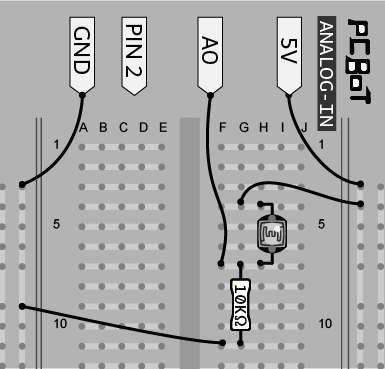 GND
PIN 2
A0
5V
ANALOG-IN
PCBoT
A B C D E F G H I J
1 1
5 5
10 10
10KΩ